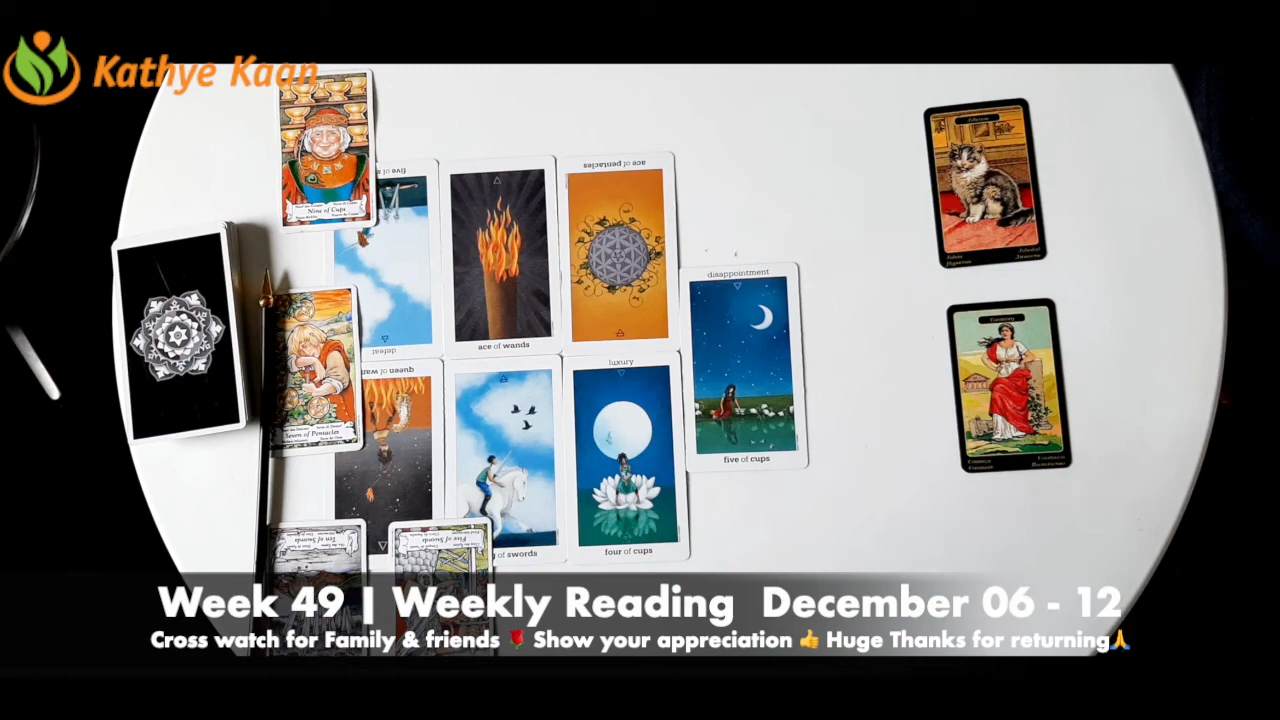 Kathye Kaan
Nine of Cups
five of s
ace of wands
ace of pentacles
disappointment
defeat
luxury
queen of wan
Seven of Pentacles
five of cups
g of swords
four of cups
Ten of Swords
Five of Swords
Week 49 | Weekly Reading December 06 - 12
Cross watch for Family & friends 🌹 Show your appreciation 👍 Huge Thanks for returning🙏